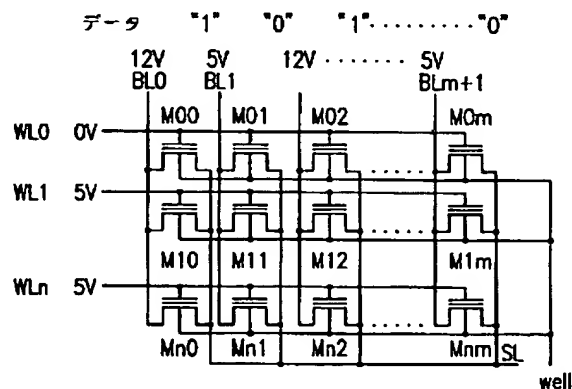 データ "1" "0" "1"・・・・・・・・・"0"
12V 5V 12V・・・・・・・5V
BL0 BL1 BLm+1
M00 M01 M02 M0m
WL0 0V
WL1 5V
M10 M11 M12 M1m
WLn 5V
Mn0 Mn1 Mn2 Mnm SL
well